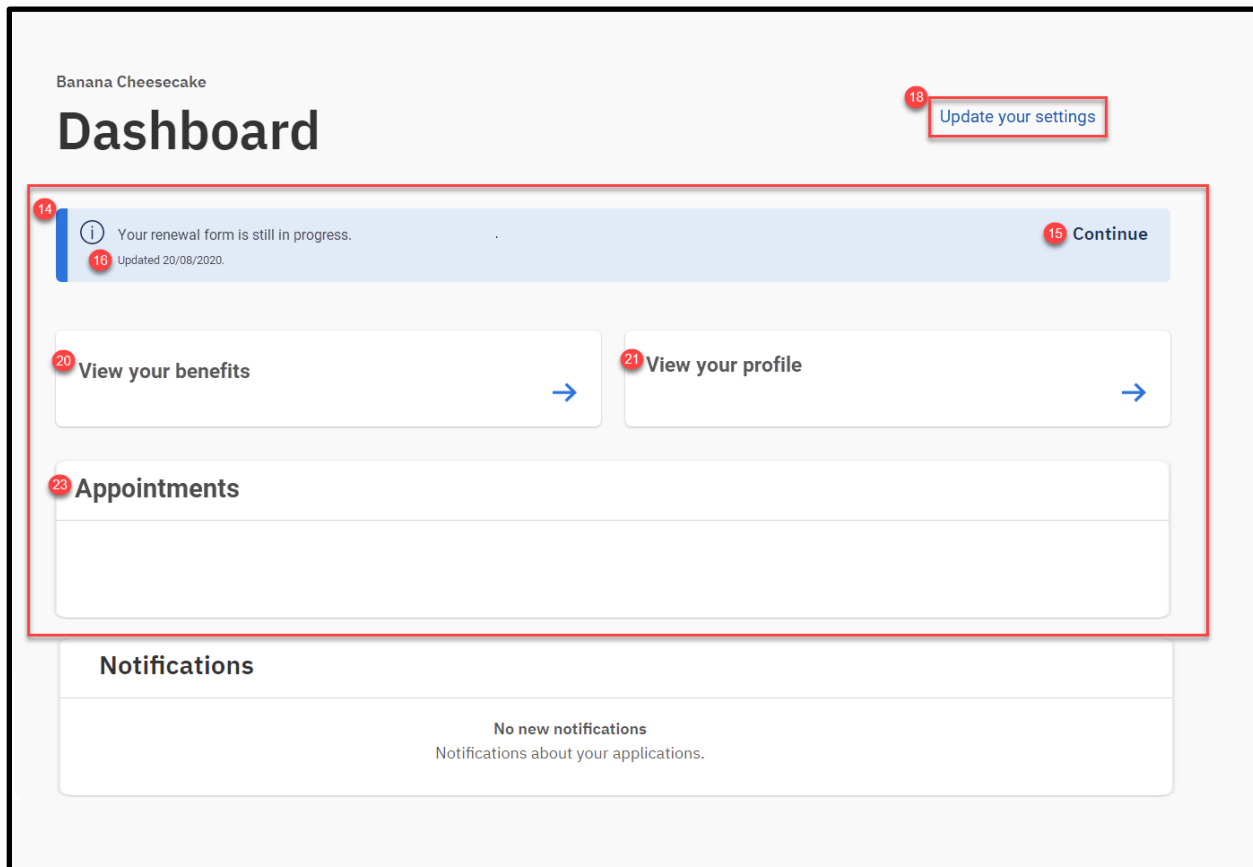 Banana Cheesecake
Dashboard
18
Update your settings
14
Your renewal form is still in progress.
.
15 Continue
16 Updated 20/08/2020.
20 View your benefits
21 View your profile
23 Appointments
Notifications
No new notifications
Notifications about your applications.